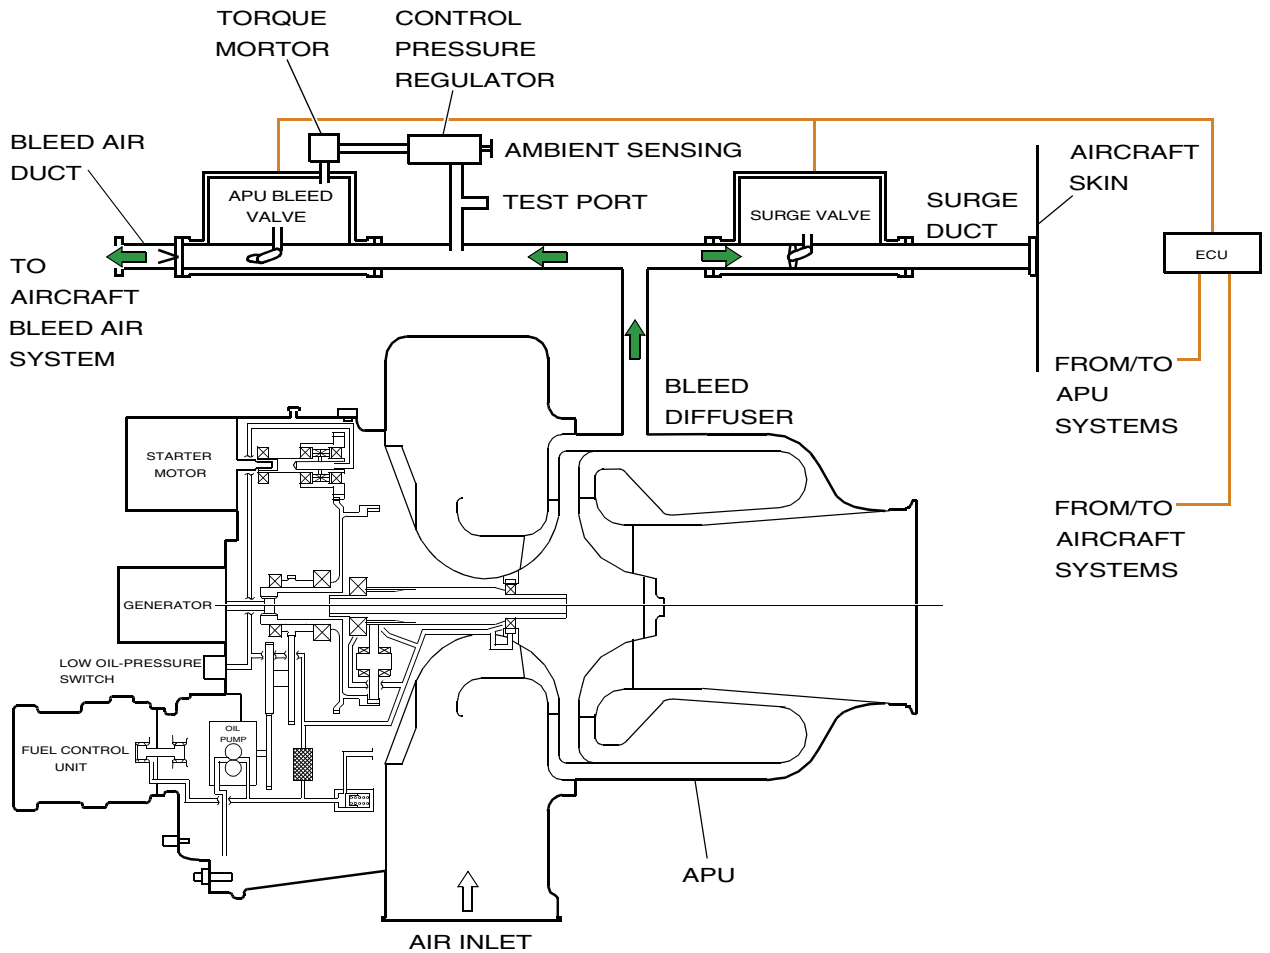 TORQUE
MORTOR
CONTROL
PRESSURE
REGULATOR
BLEED AIR
DUCT
AMBIENT SENSING
AIRCRAFT
SKIN
APU BLEED
VALVE
TEST PORT
SURGE VALVE
SURGE
DUCT
ECU
TO
AIRCRAFT
BLEED AIR
SYSTEM
BLEED
DIFFUSER
FROM/TO
APU
SYSTEMS
STARTER
MOTOR
FROM/TO
AIRCRAFT
SYSTEMS
GENERATOR
LOW OIL-PRESSURE
SWITCH
OIL
PUMP
FUEL CONTROL
UNIT
APU
AIR INLET